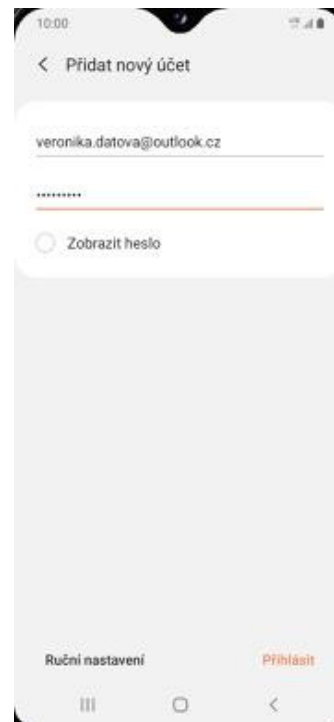 10:00
Přidat nový účet
veronika.datova@outlook.cz
•••••••••
Zobrazit heslo
Ruční nastavení
Přihlásit